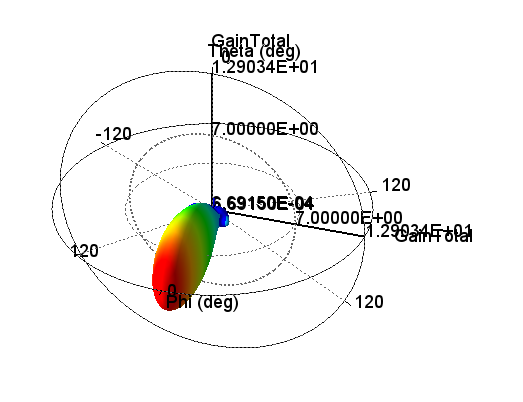 GainTotal
Theta (deg)
0
1.29034E+01
-120
7.00000E+00
120
6.69150E-04
7.00000E+00
1.29034E+01
GainTotal
120
0
Phi (deg)
120